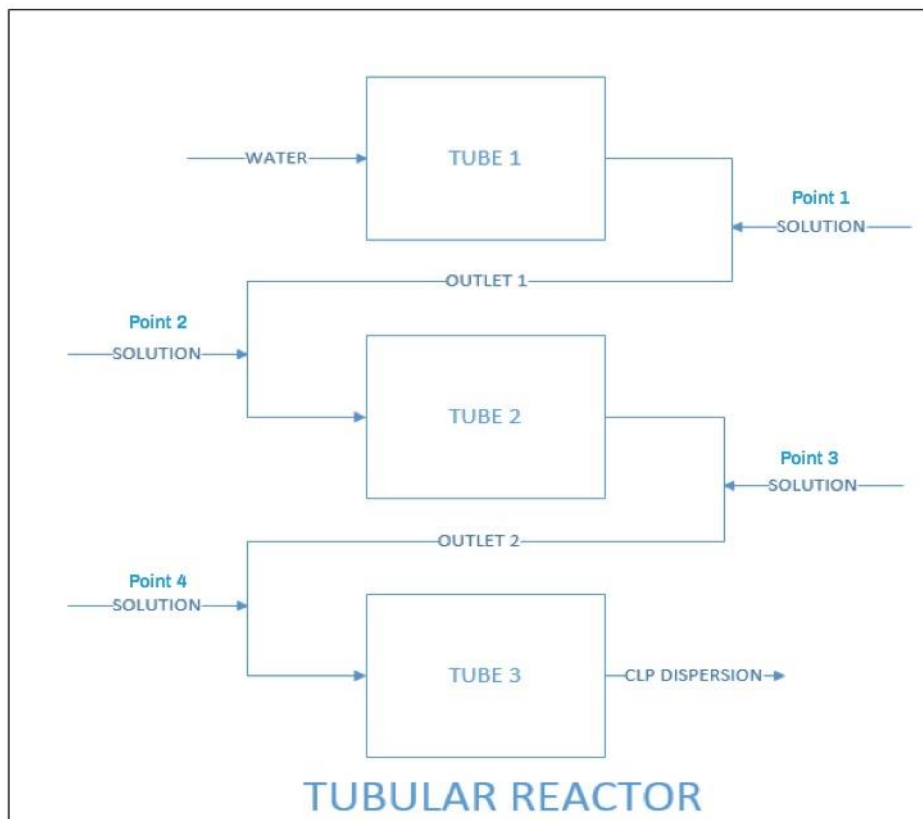 WATER
TUBE 1
Point 1
SOLUTION
OUTLET 1
Point 2
SOLUTION
TUBE 2
Point 3
SOLUTION
OUTLET 2
Point 4
SOLUTION
TUBE 3
CLP DISPERSION
TUBULAR REACTOR